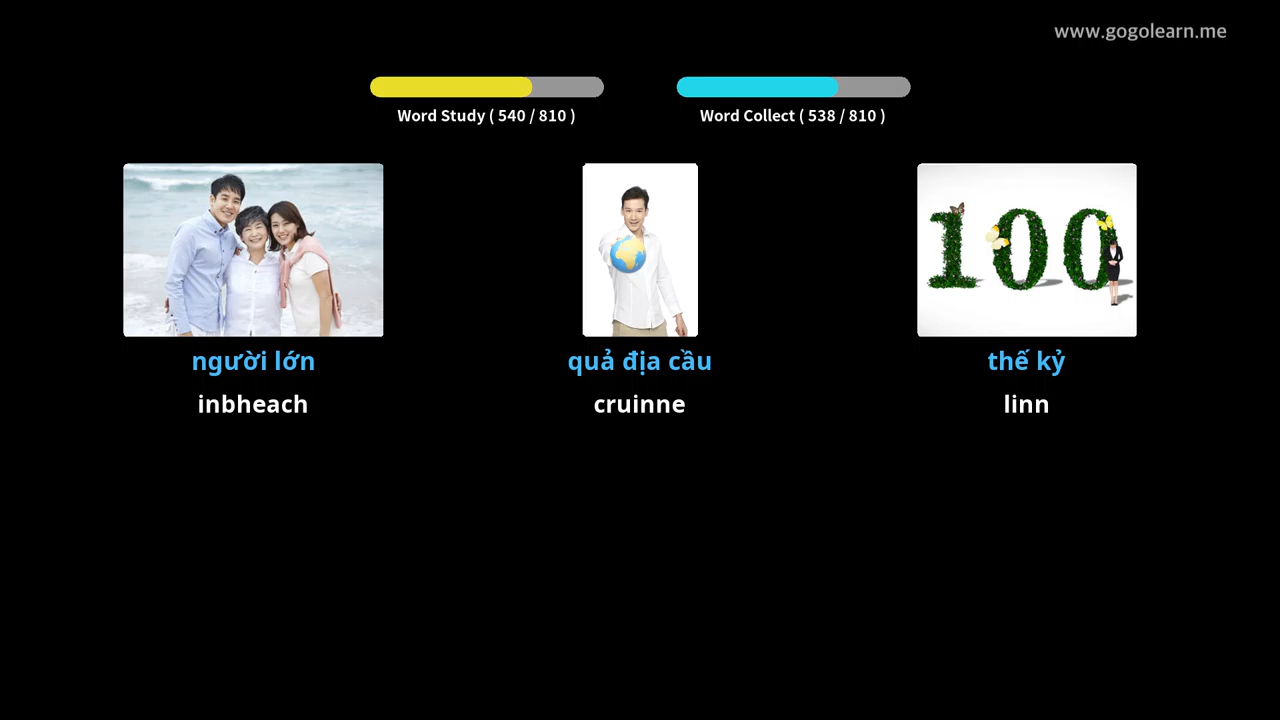 www.gogolearn.me
Word Study ( 540 / 810 )
Word Collect ( 538 / 810 )
100
người lớn
quả địa cầu
thế kỷ
inbheach
cruinne
linn